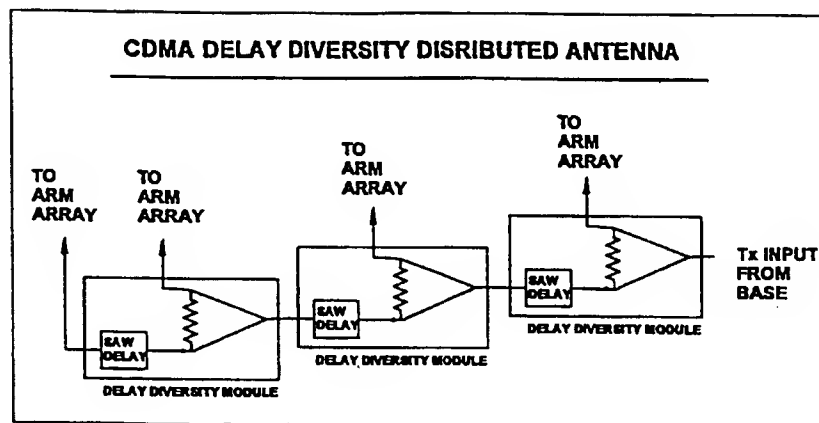 CDMA DELAY DIVERSITY DISRIBUTED ANTENNA
TO
ARM
ARRAY
TO
ARM
ARRAY
TO
ARM
ARRAY
TO
ARM
ARRAY
SAW
DELAY
DELAY DIVERSITY MODULE
SAW
DELAY
DELAY DIVERSITY MODULE
SAW
DELAY
DELAY DIVERSITY MODULE
Tx INPUT
FROM
BASE